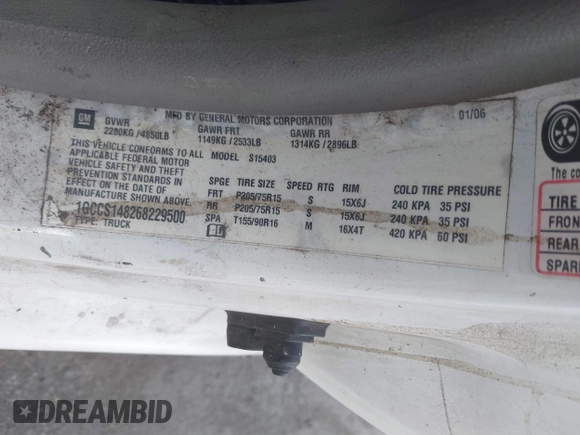 GM
MFD BY GENERAL MOTORS CORPORATION
01/06
GVWR
GAWR FRT
GAWR RR
2200KG/4850LB
1149KG/2533LB
1314KG/2896LB
THIS VEHICLE CONFORMS TO ALL
APPLICABLE FEDERAL MOTOR
VEHICLE SAFETY AND THEFT
PREVENTION STANDARDS IN
EFFECT ON THE DATE OF
MANUFACTURE SHOWN ABOVE.
1GCCS148268229500
TYPE: TRUCK
MODEL S15403
SPGE TIRE SIZE SPEED RTG RIM COLD TIRE PRESSURE
FRT P205/75R15 S 15X6J 240 KPA 35 PSI
RR P205/75R15 S 15X6J 240 KPA 35 PSI
SPA T155/90R16 M 16X4T 420 KPA 60 PSI
The co
TIRE
FRONT
REAR
SPARE
DREAMBID